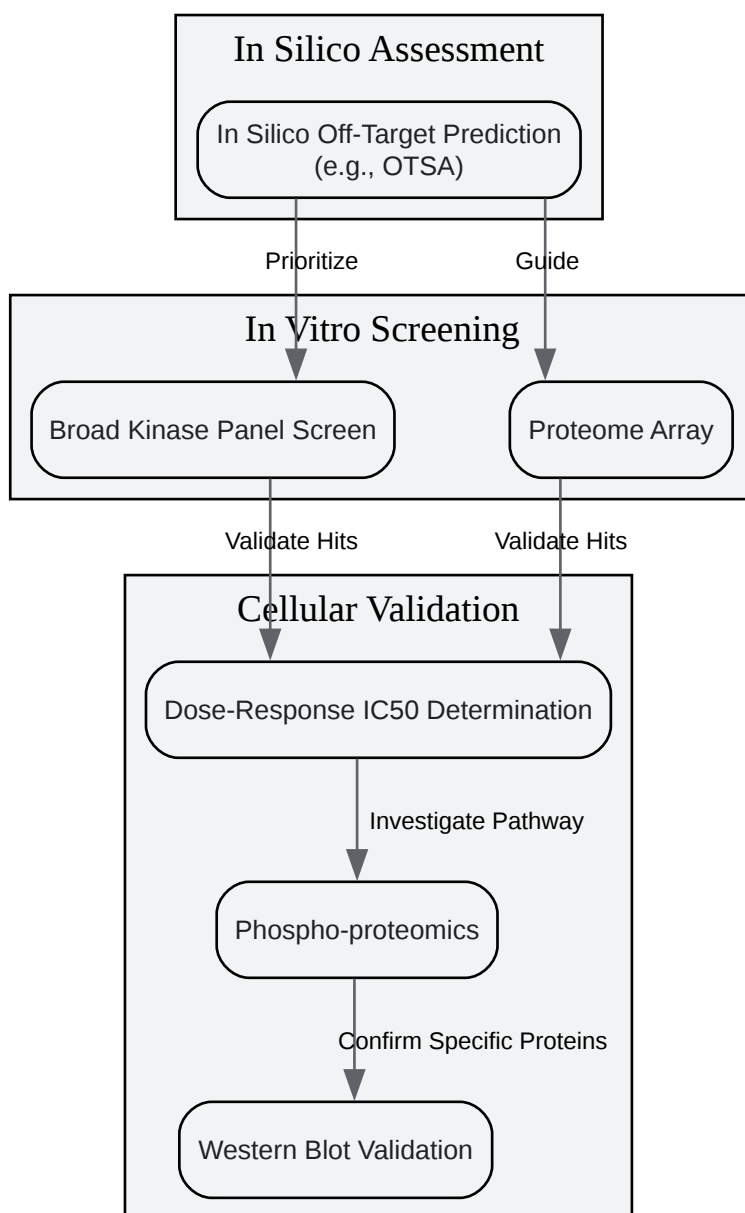 In Silico Assessment
In Silico Off-Target Prediction
(e.g., OTSA)
Prioritize
Guide
In Vitro Screening
Broad Kinase Panel Screen
Proteome Array
Validate Hits
Validate Hits
Cellular Validation
Dose-Response IC50 Determination
Investigate Pathway
Phospho-proteomics
Confirm Specific Proteins
Western Blot Validation